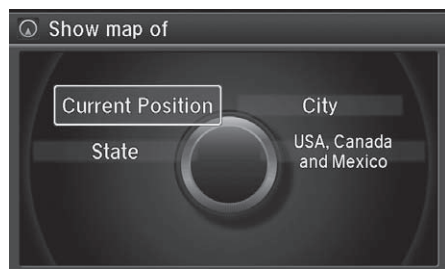 Show map of
Current Position
City
State
USA, Canada
and Mexico